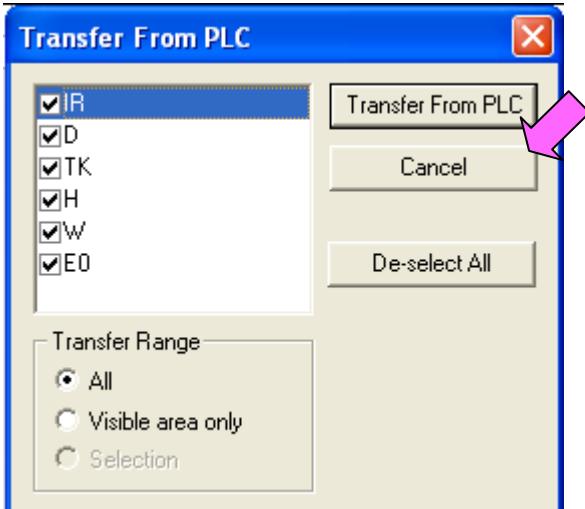 Transfer From PLC
IR
D
TK
H
W
E0
Transfer From PLC
Cancel
De-select All
Transfer Range
All
Visible area only
Selection